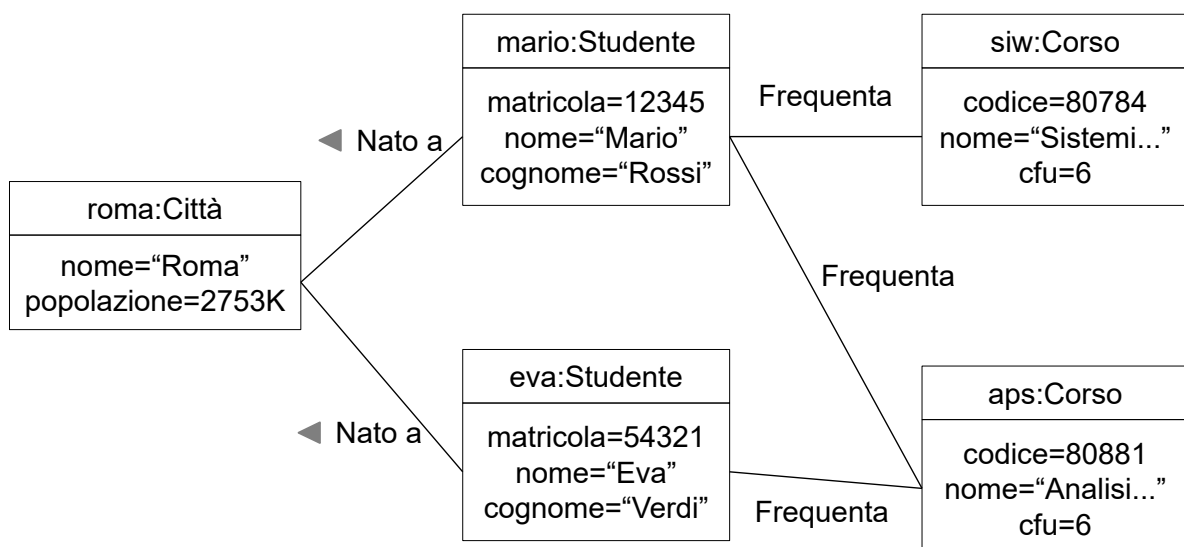 mario:Studente
matricola=12345
nome=“Mario”
cognome=“Rossi”
siw:Corso
codice=80784
nome=“Sistemi...”
cfu=6
Frequenta
Nato a
roma:Città
nome=“Roma”
popolazione=2753K
Frequenta
eva:Studente
matricola=54321
nome=“Eva”
cognome=“Verdi”
Nato a
aps:Corso
codice=80881
nome=“Analisi...”
cfu=6
Frequenta